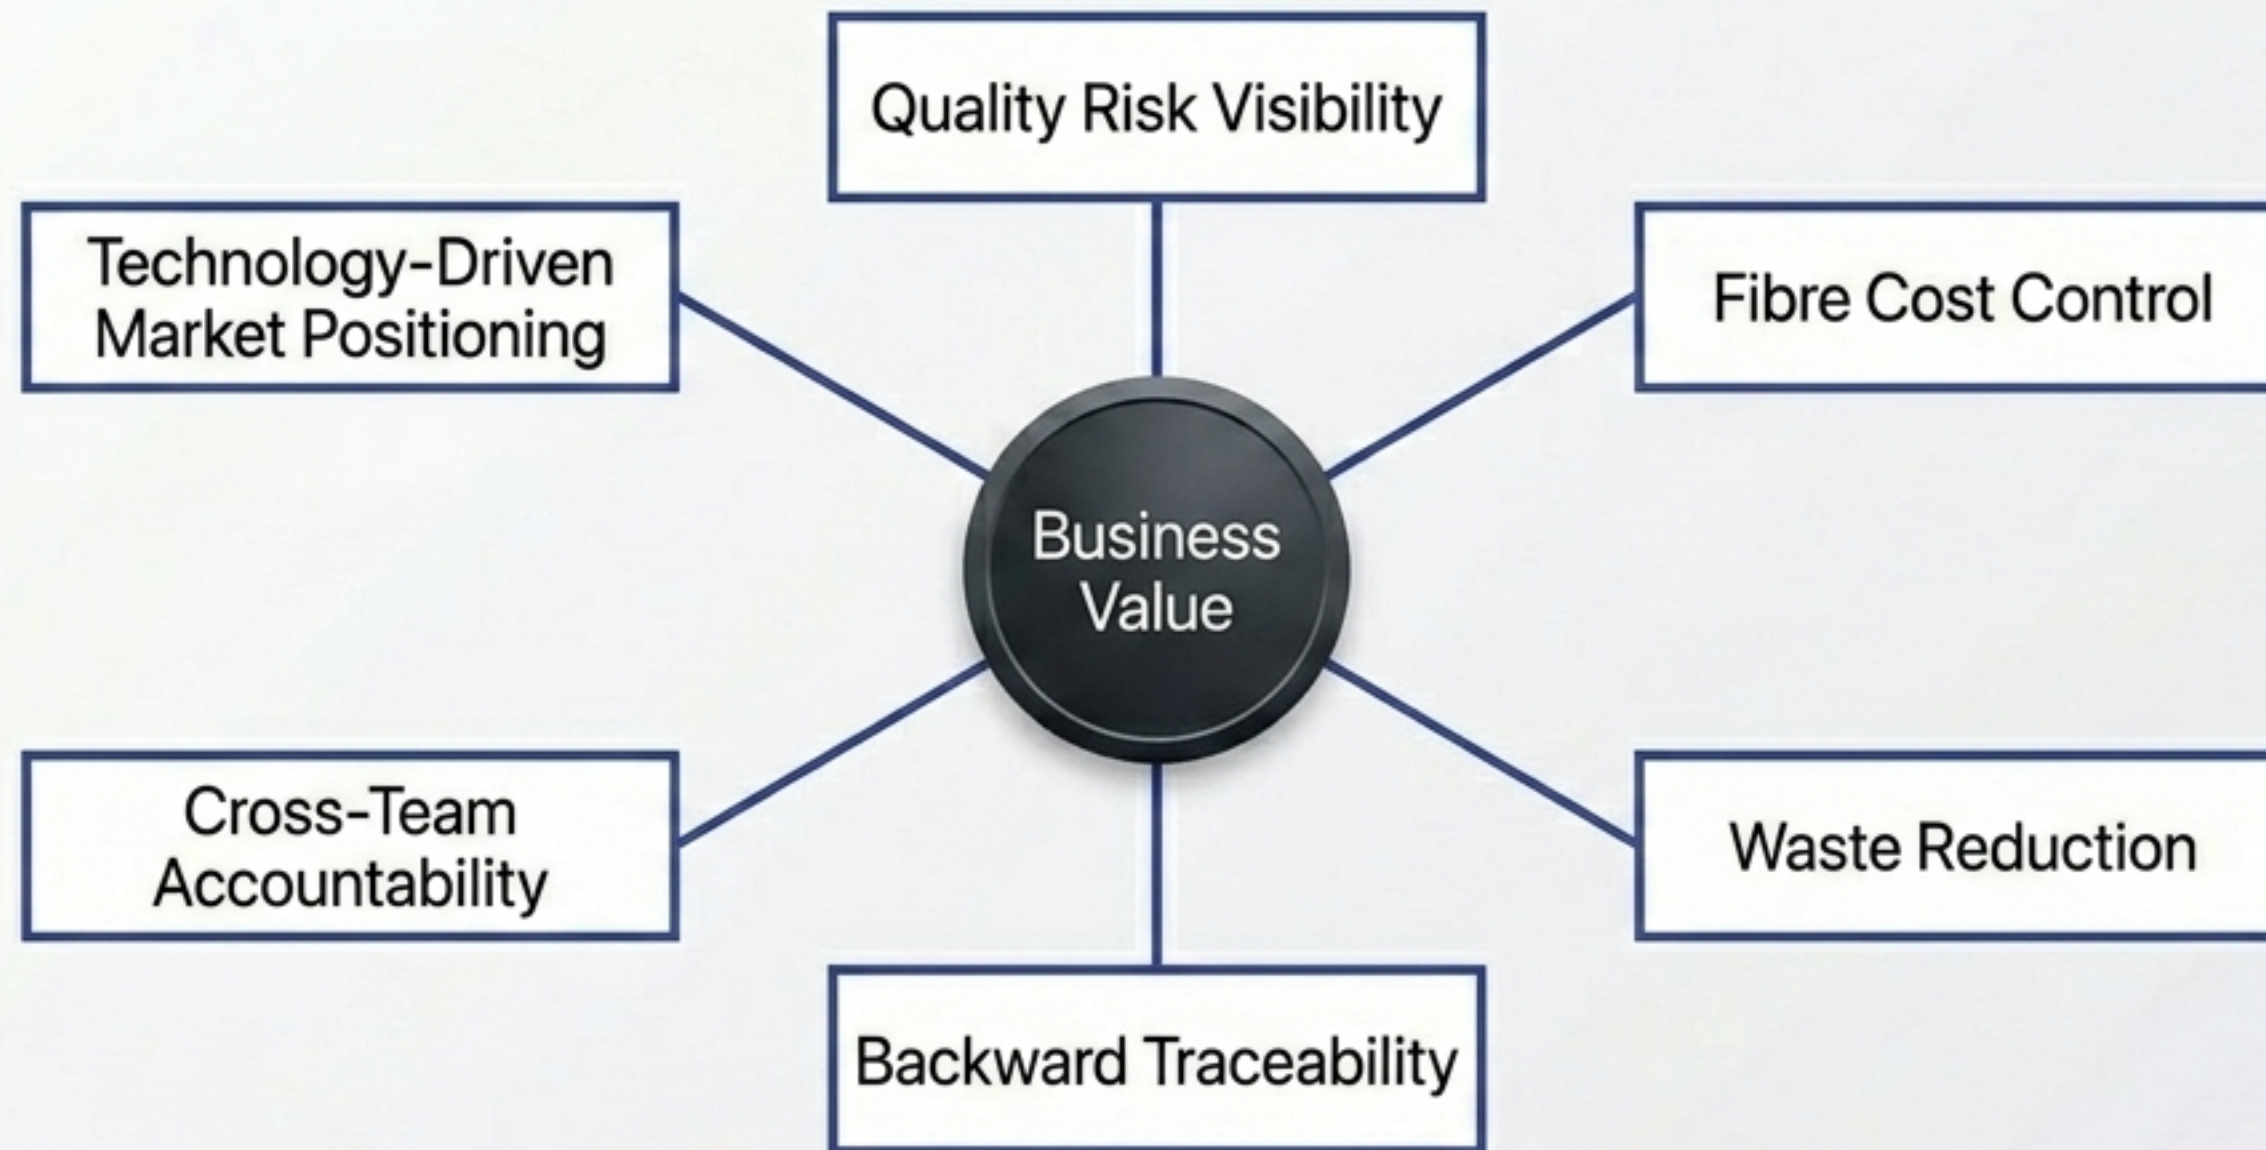 Quality Risk Visibility
Technology-Driven
Market Positioning
Fibre Cost Control
Business
Value
Cross-Team
Accountability
Waste Reduction
Backward Traceability